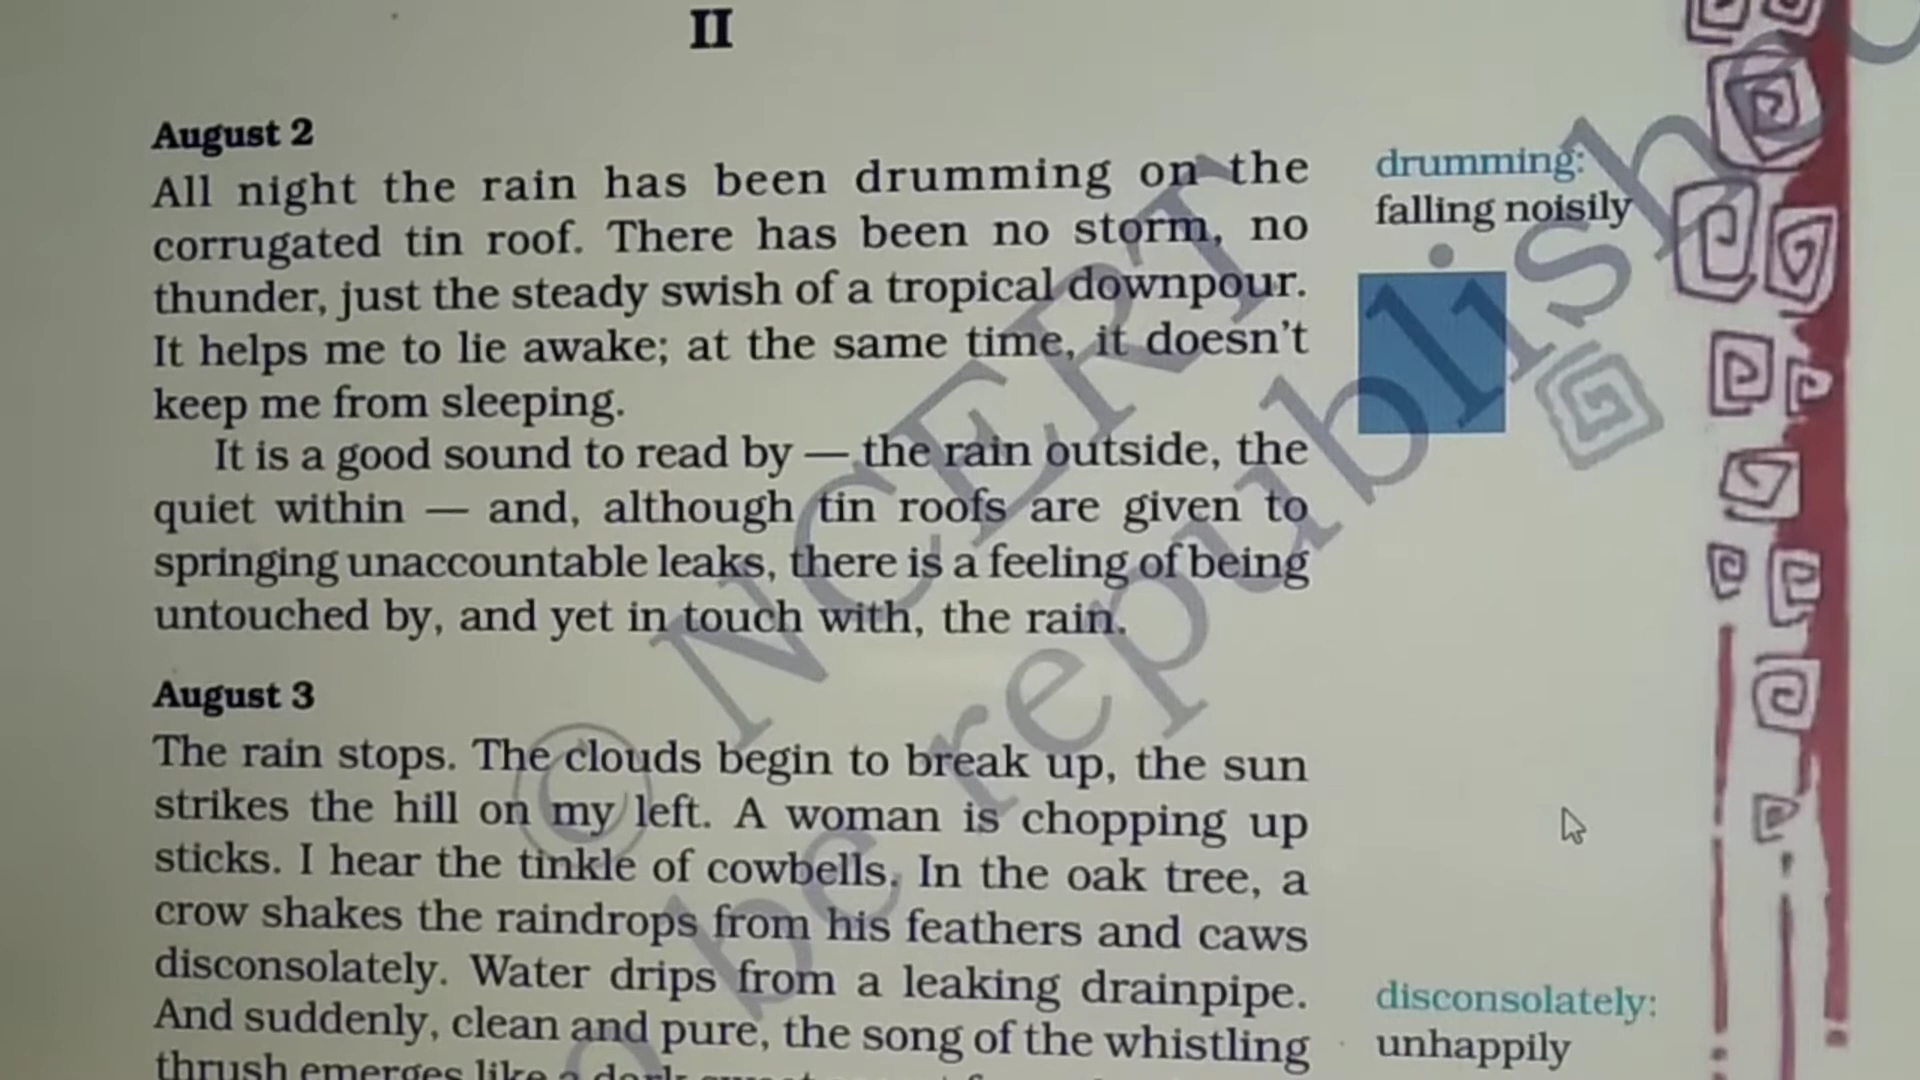 II
August 2
All night the rain has been drumming on the
corrugated tin roof. There has been no storm, no
thunder, just the steady swish of a tropical downpour.
It helps me to lie awake; at the same time, it doesn't
keep me from sleeping.
It is a good sound to read by — the rain outside, the
quiet within — and, although tin roofs are given to
springing unaccountable leaks, there is a feeling of being
untouched by, and yet in touch with, the rain.
drumming:
falling noisily
August 3
The rain stops. The clouds begin to break up, the sun
strikes the hill on my left. A woman is chopping up
sticks. I hear the tinkle of cowbells. In the oak tree, a
crow shakes the raindrops from his feathers and caws
disconsolately. Water drips from a leaking drainpipe.
And suddenly, clean and pure, the song of the whistling
thrush emerges like a
disconsolately:
unhappily
© NCERT
be republished